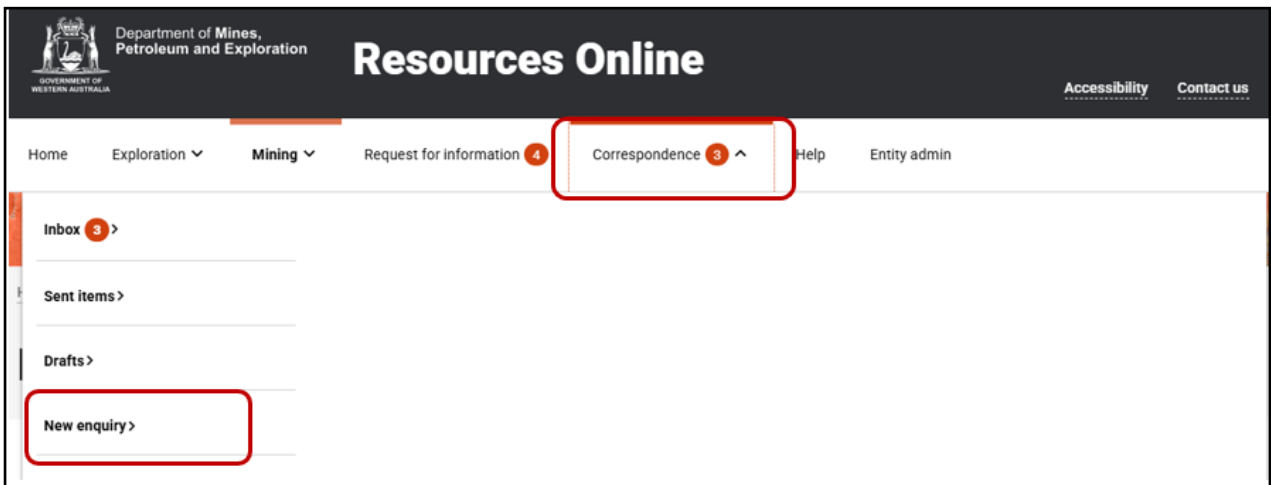 Department of Mines,
Petroleum and Exploration
GOVERNMENT OF
WESTERN AUSTRALIA
Resources Online
Accessibility
Contact us
Home
Exploration
Mining
Request for information 4
Correspondence 3
Help
Entity admin
Inbox 3 >
Sent items >
Drafts >
New enquiry >